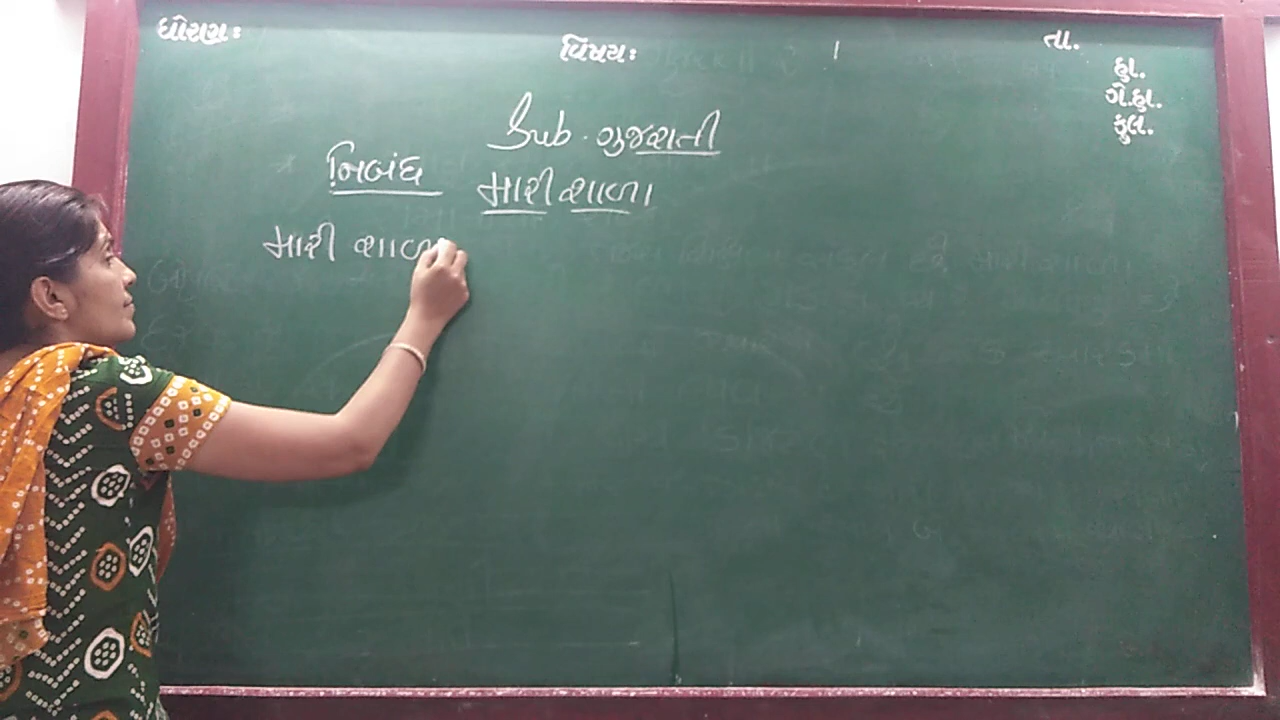 ધોરણઃ
વિષયઃ
તા.
હા.
ગે.હા.
કુલ.
Sub. ગુજરાતી
નિબંધ મારી શાળા
મારી શાળા